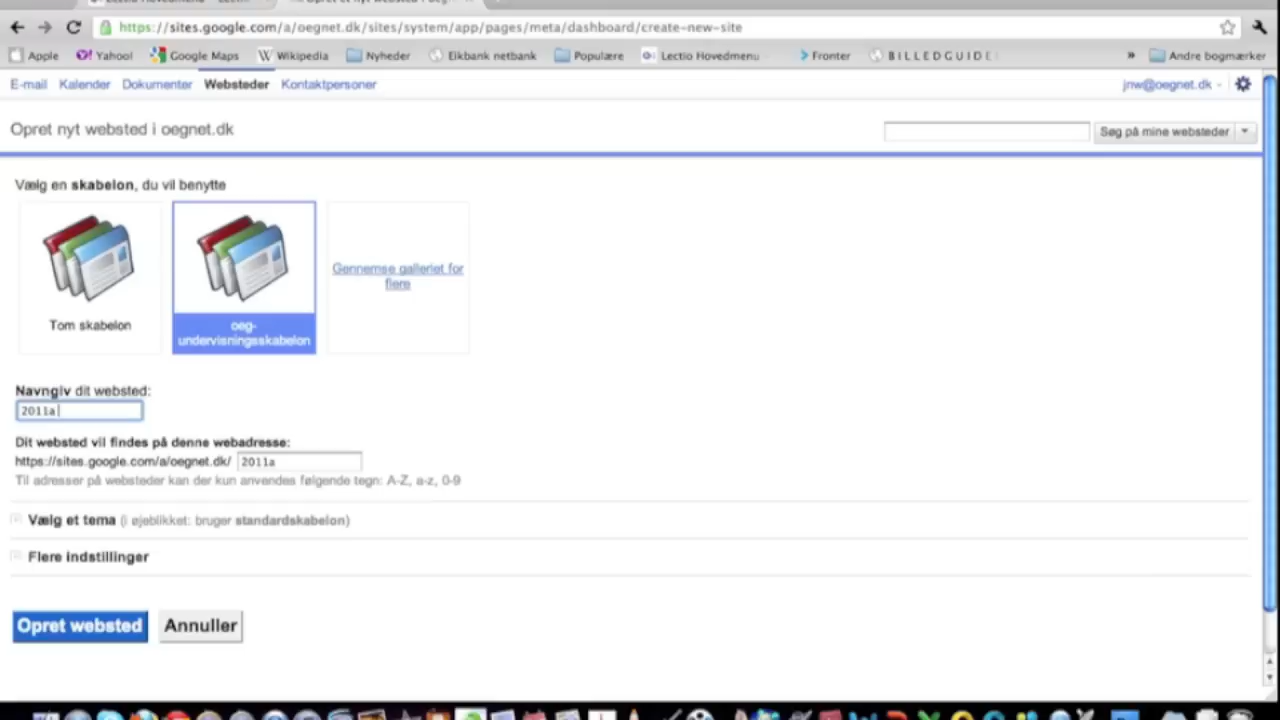 https://sites.google.com/a/oegnet.dk/sites/system/app/pages/meta/dashboard/create-new-site
Apple Yahoo! Google Maps Wikipedia Nyheder Eikbank netbank Populære Lectio Hovedmenu Fronter BILLEDGUIDE » Andre bogmærker
E-mail Kalender Dokumenter Websteder Kontaktpersoner jnw@oegnet.dk
Opret nyt websted i oegnet.dk Søg på mine websteder
Vælg en skabelon, du vil benytte
Gennemse galleriet for
flere
Tom skabelon
oeg-
undervisningsskabelon
Navngiv dit websted:
2011a
Dit websted vil findes på denne webadresse:
https://sites.google.com/a/oegnet.dk/ 2011a
Til adresser på websteder kan der kun anvendes følgende tegn: A-Z, a-z, 0-9
Vælg et tema (i øjeblikket: bruger standardskabelon)
Flere indstillinger
Opret websted Annuller